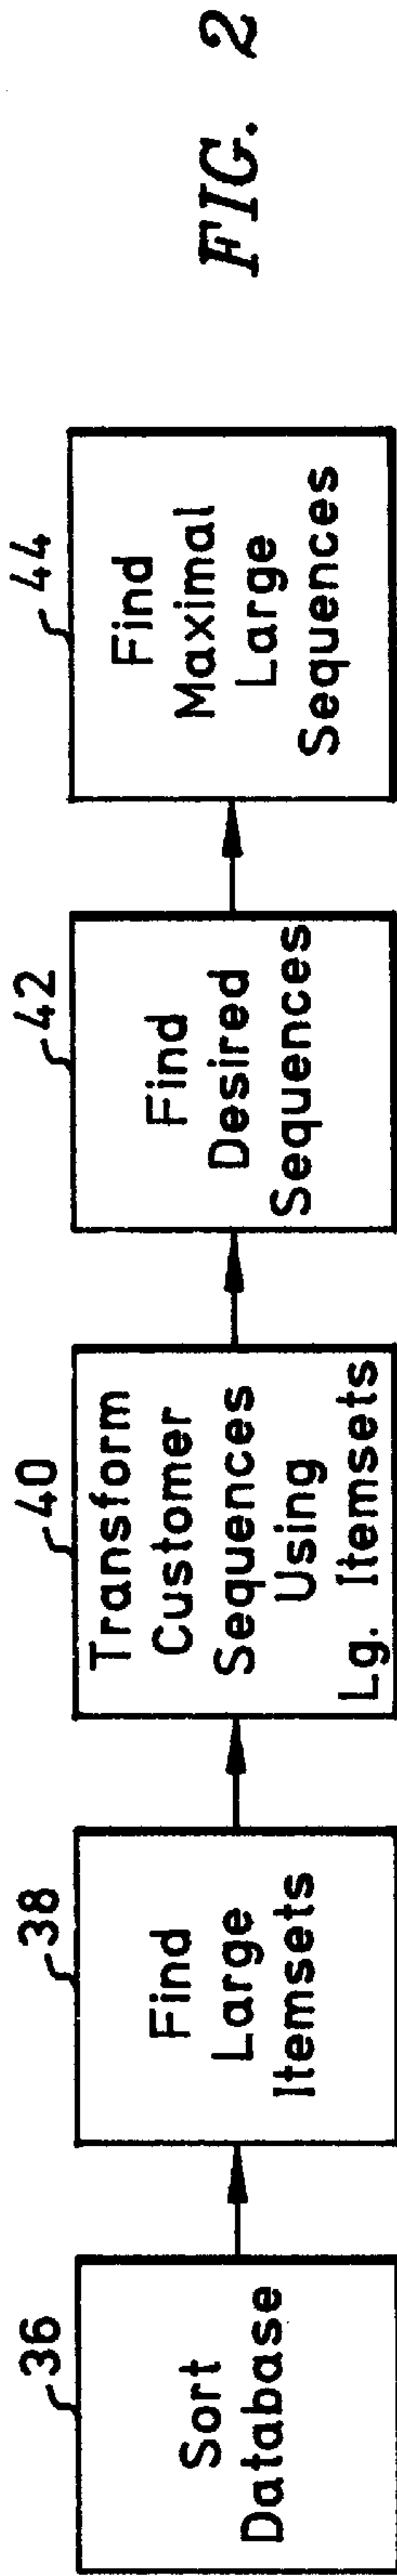 36
Sort
Database
38
Find
Large
Itemsets
40
Transform
Customer
Sequences
Using
Lg. Itemsets
42
Find
Desired
Sequences
44
Find
Maximal
Large
Sequences
FIG. 2